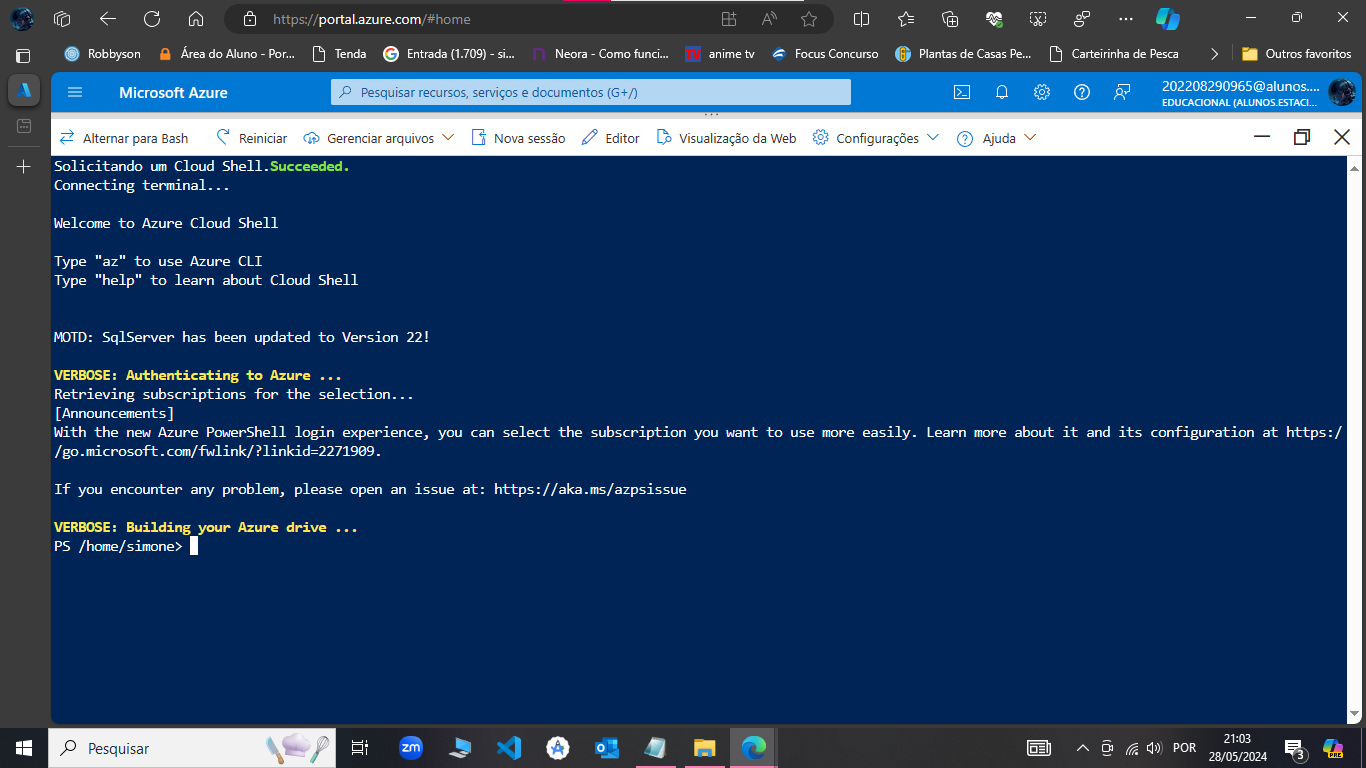 https://portal.azure.com/#home
Robbyson
Área do Aluno - Por...
Tenda
Entrada (1.709) - si...
Neora - Como funci...
anime tv
Focus Concurso
Plantas de Casas Pe...
Carteirinha de Pesca
Outros favoritos
Microsoft Azure
Pesquisar recursos, serviços e documentos (G+/)
202208290965@alunos....
EDUCACIONAL (ALUNOS.ESTACI...
Alternar para Bash
Reiniciar
Gerenciar arquivos
Nova sessão
Editor
Visualização da Web
Configurações
Ajuda
Solicitando um Cloud Shell.Succeeded.
Connecting terminal...
Welcome to Azure Cloud Shell
Type "az" to use Azure CLI
Type "help" to learn about Cloud Shell
MOTD: SqlServer has been updated to Version 22!
VERBOSE: Authenticating to Azure ...
Retrieving subscriptions for the selection...
[Announcements]
With the new Azure PowerShell login experience, you can select the subscription you want to use more easily. Learn more about it and its configuration at https:/
/go.microsoft.com/fwlink/?linkid=2271909.
If you encounter any problem, please open an issue at: https://aka.ms/azpsissue
VERBOSE: Building your Azure drive ...
PS /home/simone>
Pesquisar
zm
POR
21:03
28/05/2024
3
PRE